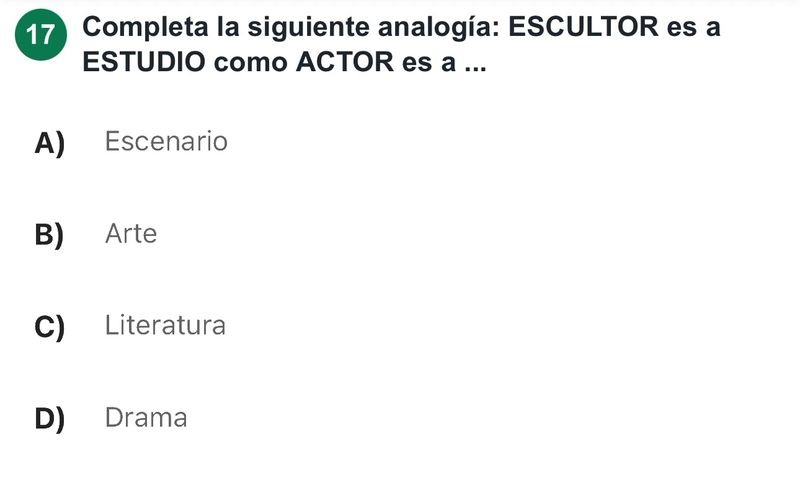 17 Completa la siguiente analogía: ESCULTOR es a
ESTUDIO como ACTOR es a ...
A) Escenario
B) Arte
C) Literatura
D) Drama